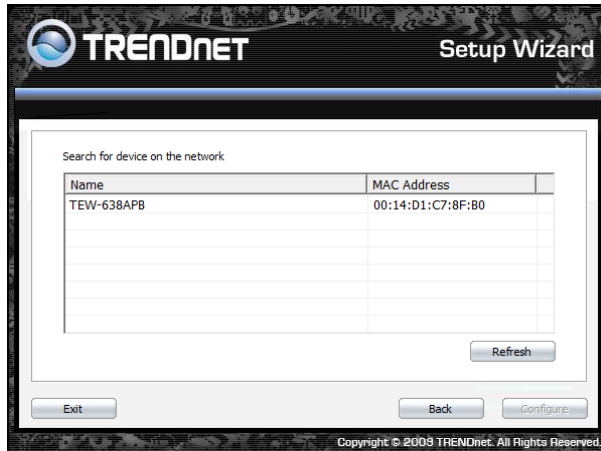 TRENDNET
Setup Wizard
Search for device on the network
Name MAC Address
TEW-638APB 00:14:D1:C7:8F:B0
Refresh
Exit Back Configure
Copyright © 2009 TRENDnet. All Rights Reserved.